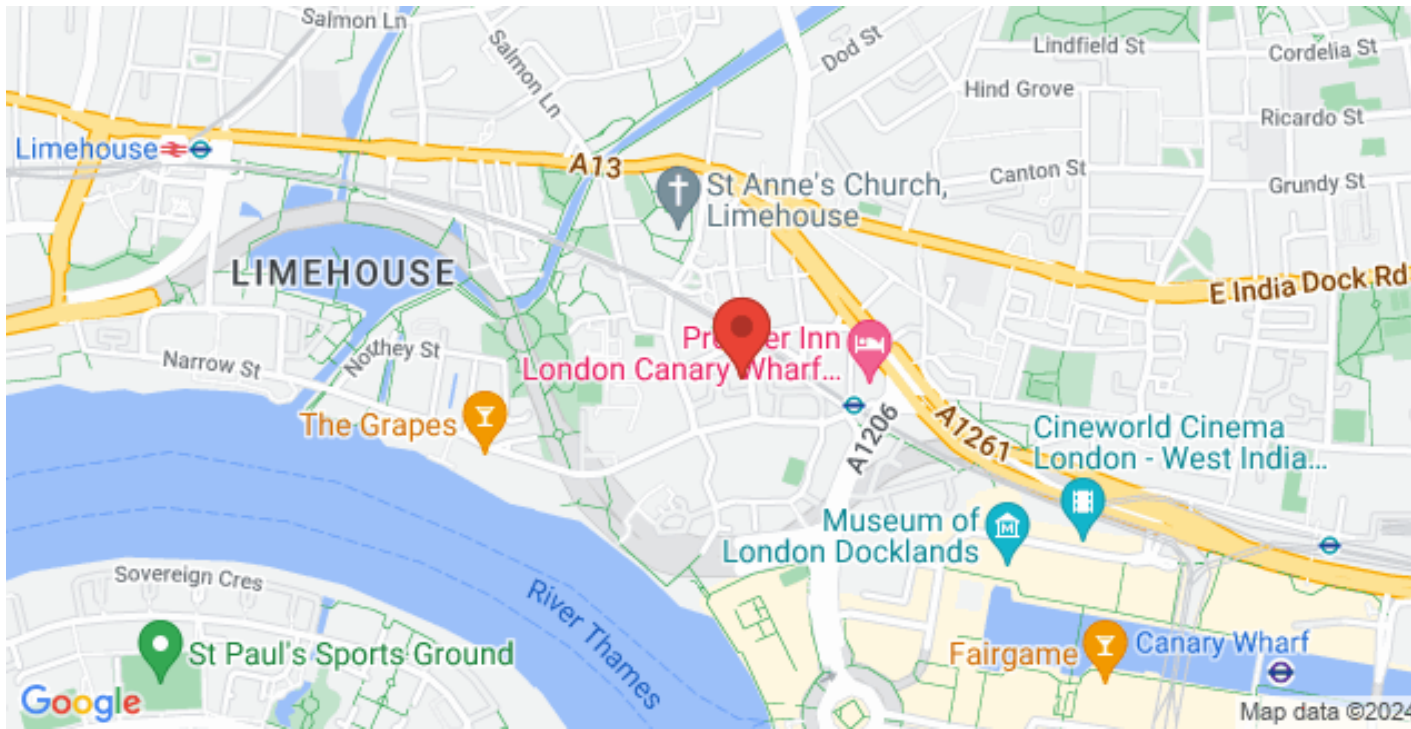 Salmon Ln
Salmon Ln
Dod St
Lindfield St
Cordelia St
Hind Grove
Ricardo St
Limehouse
A13
Canton St
Grundy St
St Anne's Church,
Limehouse
LIMEHOUSE
E India Dock Rd
Inn
London Canary Wharf...
Narrow St
Northey St
The Grapes
A1206
A1261
Cineworld Cinema
London - West India...
Museum of
London Docklands
Sovereign Cres
River Thames
St Paul's Sports Ground
Fairgame
Canary Wharf
Google
Map data ©2024